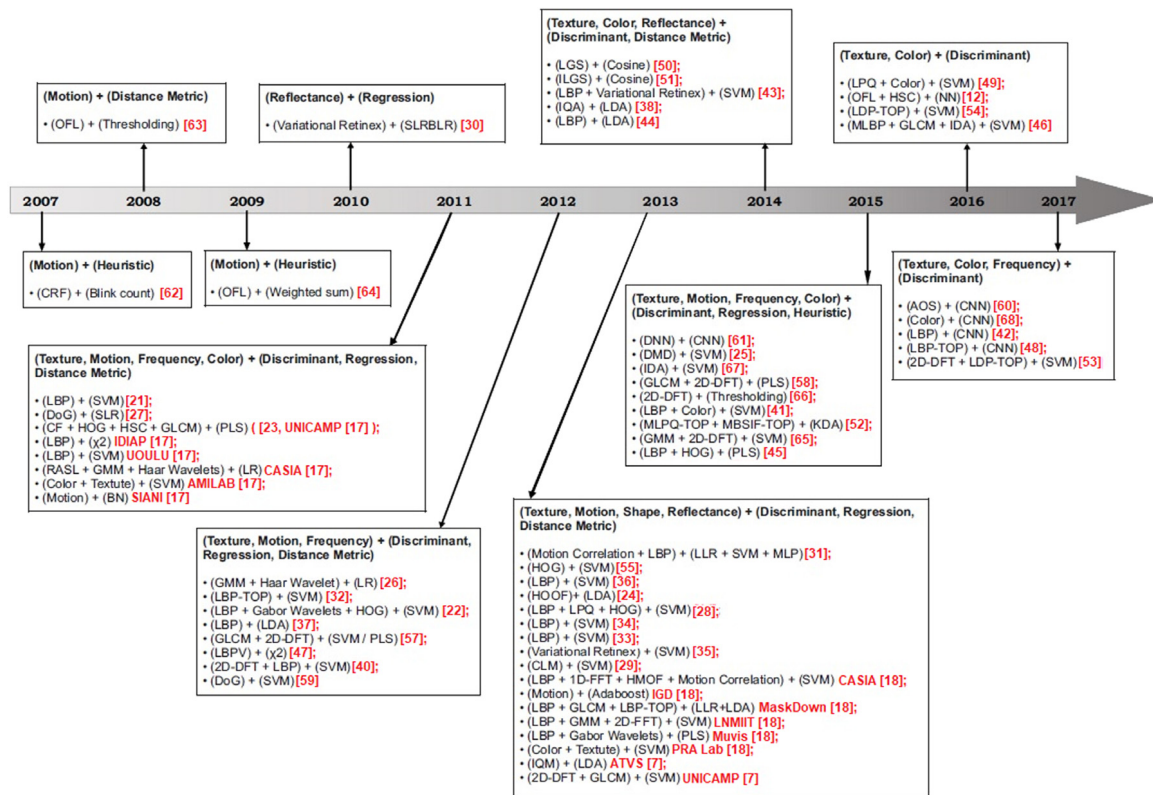 (Texture, Color, Reflectance) +
(Discriminant, Distance Metric)
• (LGS) + (Cosine) [50];
• (ILGS) + (Cosine) [51];
• (LBP + Variational Retinex) + (SVM) [43];
• (IQA) + (LDA) [38];
• (LBP) + (LDA) [44]
(Texture, Color) + (Discriminant)
• (LPQ + Color) + (SVM) [49];
• (OFL + HSC) + (NN) [12];
• (LDP-TOP) + (SVM) [54];
• (MLBP + GLCM + IDA) + (SVM) [46]
(Motion) + (Distance Metric)
• (OFL) + (Thresholding) [63]
(Reflectance) + (Regression)
• (Variational Retinex) + (SLRBLR) [30]
2007 2008 2009 2010 2011 2012 2013 2014 2015 2016 2017
(Motion) + (Heuristic)
• (CRF) + (Blink count) [62]
(Motion) + (Heuristic)
• (OFL) + (Weighted sum) [64]
(Texture, Color, Frequency) +
(Discriminant)
• (AOS) + (CNN) [60];
• (Color) + (CNN) [68];
• (LBP) + (CNN) [42];
• (LBP-TOP) + (CNN) [48];
• (2D-DFT + LDP-TOP) + (SVM) [53]
(Texture, Motion, Frequency, Color) +
(Discriminant, Regression, Heuristic)
• (DNN) + (CNN) [61];
• (DMD) + (SVM) [25];
• (IDA) + (SVM) [67];
• (GLCM + 2D-DFT) + (PLS) [58];
• (2D-DFT) + (Thresholding) [66];
• (LBP + Color) + (SVM) [41];
• (MLPQ-TOP + MBSIF-TOP) + (KDA) [52];
• (GMM + 2D-DFT) + (SVM) [65];
• (LBP + HOG) + (PLS) [45]
(Texture, Motion, Frequency, Color) + (Discriminant, Regression,
Distance Metric)
• (LBP) + (SVM) [21];
• (DoG) + (SLR) [27];
• (CF + HOG + HSC + GLCM) + (PLS) ( [23, UNICAMP [17] );
• (LBP) + (χ2) IDIAP [17];
• (LBP) + (SVM) UOULU [17];
• (RASL + GMM + Haar Wavelets) + (LR) CASIA [17];
• (Color + Textute) + (SVM) AMILAB [17];
• (Motion) + (BN) SIANI [17]
(Texture, Motion, Frequency) + (Discriminant,
Regression, Distance Metric)
• (GMM + Haar Wavelet) + (LR) [26];
• (LBP-TOP) + (SVM) [32];
• (LBP + Gabor Wavelets + HOG) + (SVM) [22];
• (LBP) + (LDA) [37];
• (GLCM + 2D-DFT) + (SVM / PLS) [57];
• (LBPV) + (χ2) [47];
• (2D-DFT + LBP) + (SVM) [40];
• (DoG) + (SVM) [59]
(Texture, Motion, Shape, Reflectance) + (Discriminant, Regression,
Distance Metric)
• (Motion Correlation + LBP) + (LLR + SVM + MLP) [31];
• (HOG) + (SVM) [55];
• (LBP) + (SVM) [36];
• (HOOF)+ (LDA) [24];
• (LBP + LPQ + HOG) + (SVM) [28];
• (LBP) + (SVM) [34];
• (LBP) + (SVM) [33];
• (Variational Retinex) + (SVM) [35];
• (CLM) + (SVM) [29];
• (LBP + 1D-FFT + HMOF + Motion Correlation) + (SVM) CASIA [18];
• (Motion) + (Adaboost) IGD [18];
• (LBP + GLCM + LBP-TOP) + (LLR+LDA) MaskDown [18];
• (LBP + GMM + 2D-FFT) + (SVM) LNMIIT [18];
• (LBP + Gabor Wavelets) + (PLS) Muvis [18];
• (Color + Textute) + (SVM) PRA Lab [18];
• (IQM) + (LDA) ATVS [7];
• (2D-DFT + GLCM) + (SVM) UNICAMP [7]